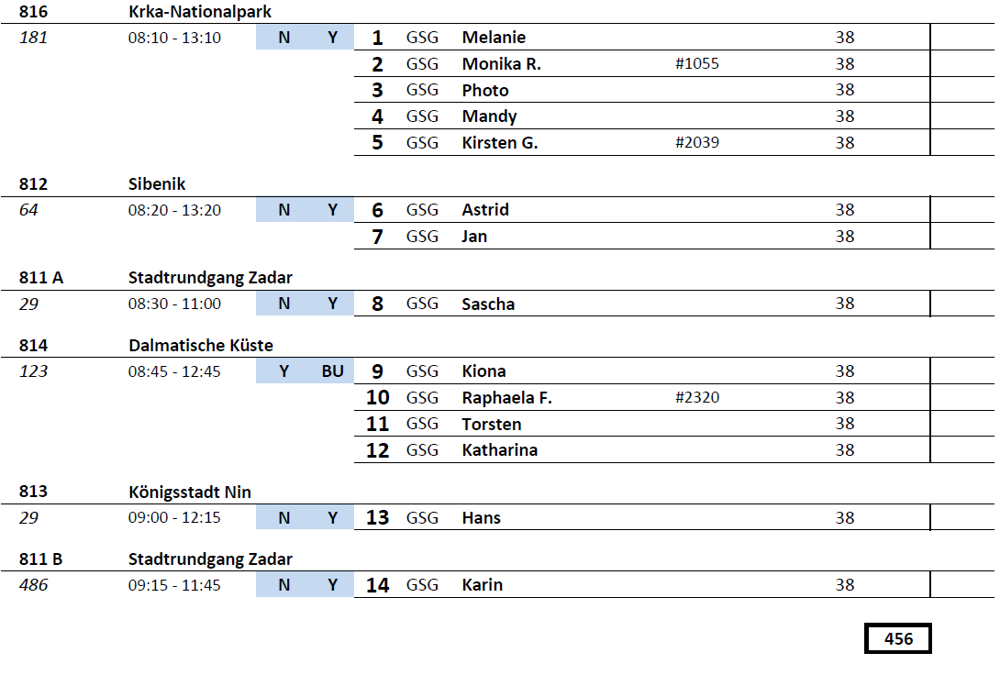 816 Krka-Nationalpark
181 08:10 - 13:10 N Y 1 GSG Melanie 38
2 GSG Monika R. #1055 38
3 GSG Photo 38
4 GSG Mandy 38
5 GSG Kirsten G. #2039 38
812 Sibenik
64 08:20 - 13:20 N Y 6 GSG Astrid 38
7 GSG Jan 38
811 A Stadtrundgang Zadar
29 08:30 - 11:00 N Y 8 GSG Sascha 38
814 Dalmatische Küste
123 08:45 - 12:45 Y BU 9 GSG Kiona 38
10 GSG Raphaela F. #2320 38
11 GSG Torsten 38
12 GSG Katharina 38
813 Königsstadt Nin
29 09:00 - 12:15 N Y 13 GSG Hans 38
811 B Stadtrundgang Zadar
486 09:15 - 11:45 N Y 14 GSG Karin 38
456